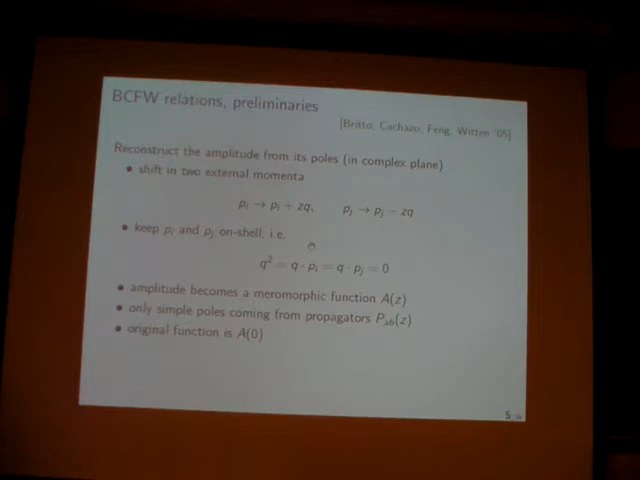 BCFW relations, preliminaries
[Britto, Cachazo, Feng, Witten '05]
Reconstruct the amplitude from its poles (in complex plane)
• shift in two external momenta
pᵢ → pᵢ + zq, pⱼ → pⱼ − zq
• keep pᵢ and pⱼ on-shell, i.e.
q² = q · pᵢ = q · pⱼ = 0
• amplitude becomes a meromorphic function A(z)
• only simple poles coming from propagators P_ab(z)
• original function is A(0)
5